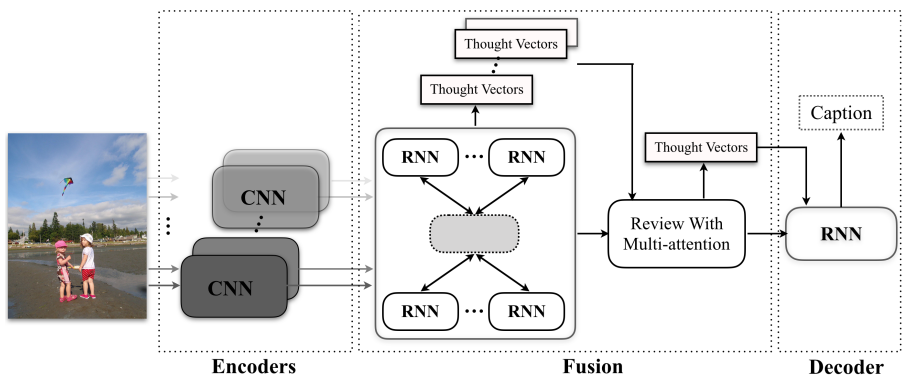 Thought Vectors
Thought Vectors
Caption
RNN ··· RNN
Thought Vectors
CNN
Review With
Multi-attention
RNN
CNN
RNN ··· RNN
Encoders
Fusion
Decoder